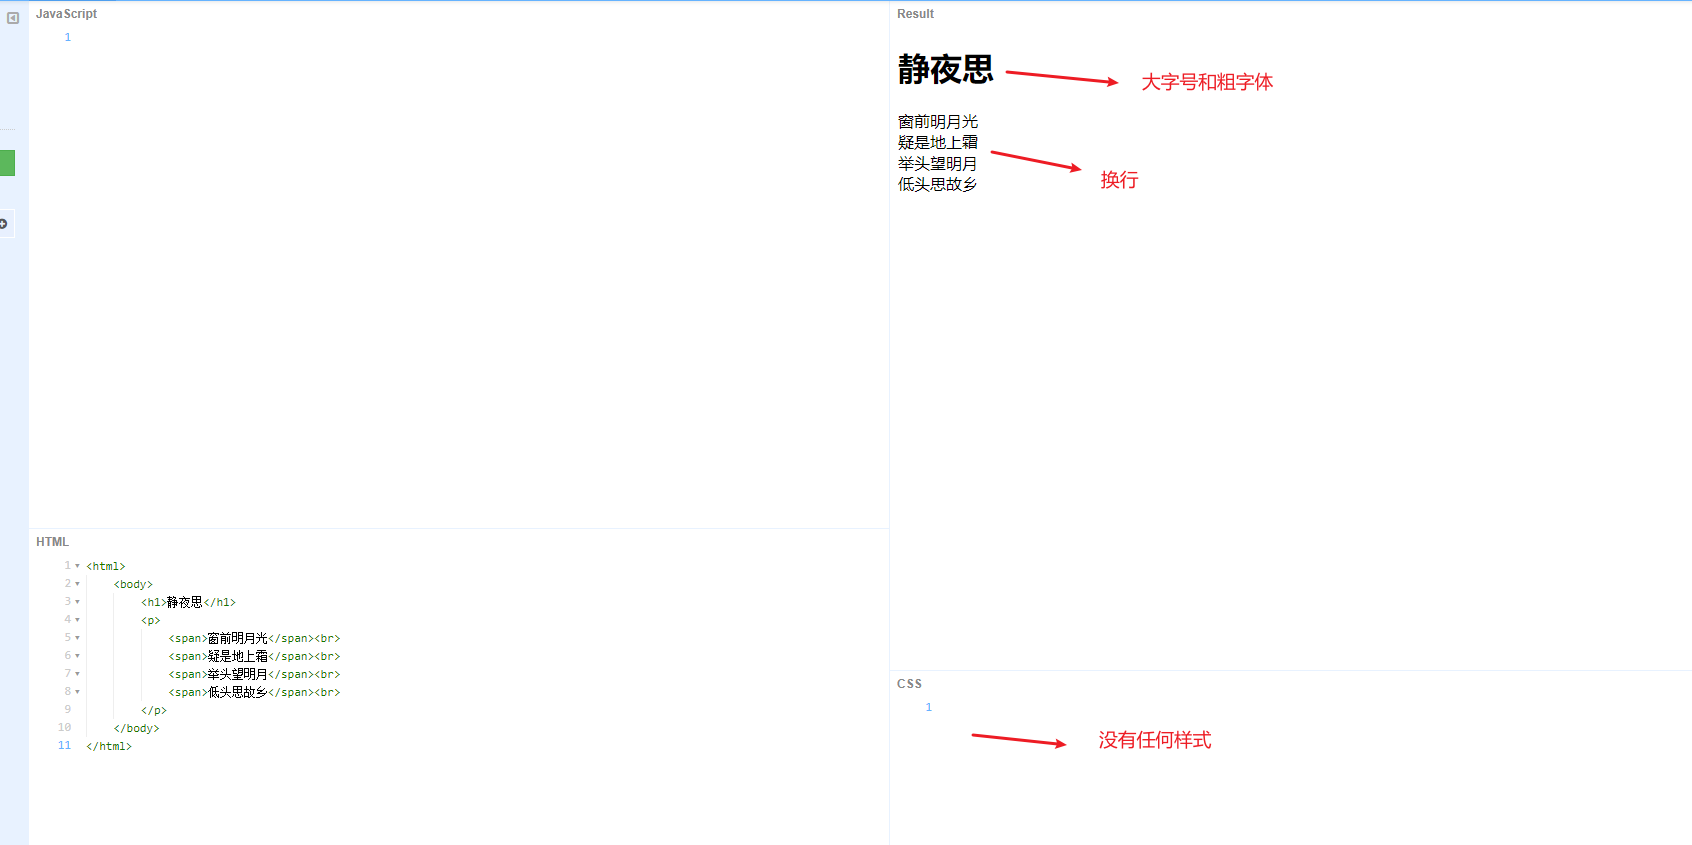 JavaScript
1
HTML
1 <html>
2 <body>
3 <h1>静夜思</h1>
4 <p>
5 <span>窗前明月光</span><br>
6 <span>疑是地上霜</span><br>
7 <span>举头望明月</span><br>
8 <span>低头思故乡</span><br>
9 </p>
10 </body>
11 </html>
Result
静夜思
大字号和粗字体
窗前明月光
疑是地上霜
举头望明月
低头思故乡
换行
CSS
1
没有任何样式